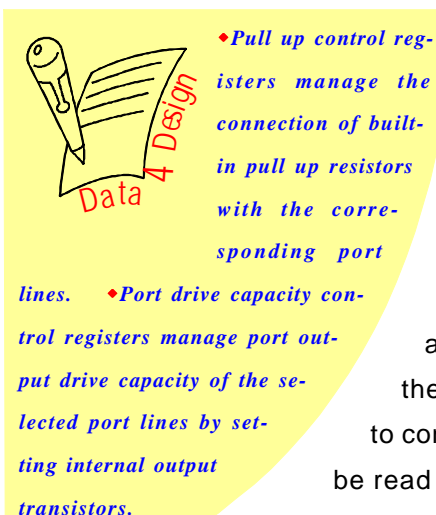 Data 4 Design
◆Pull up control reg-
isters manage the
connection of built-
in pull up resistors
with the corre-
sponding port
lines. ◆Port drive capacity con-
trol registers manage port out-
put drive capacity of the se-
lected port lines by set-
ting internal output
transistors.
a
the
to con
be read